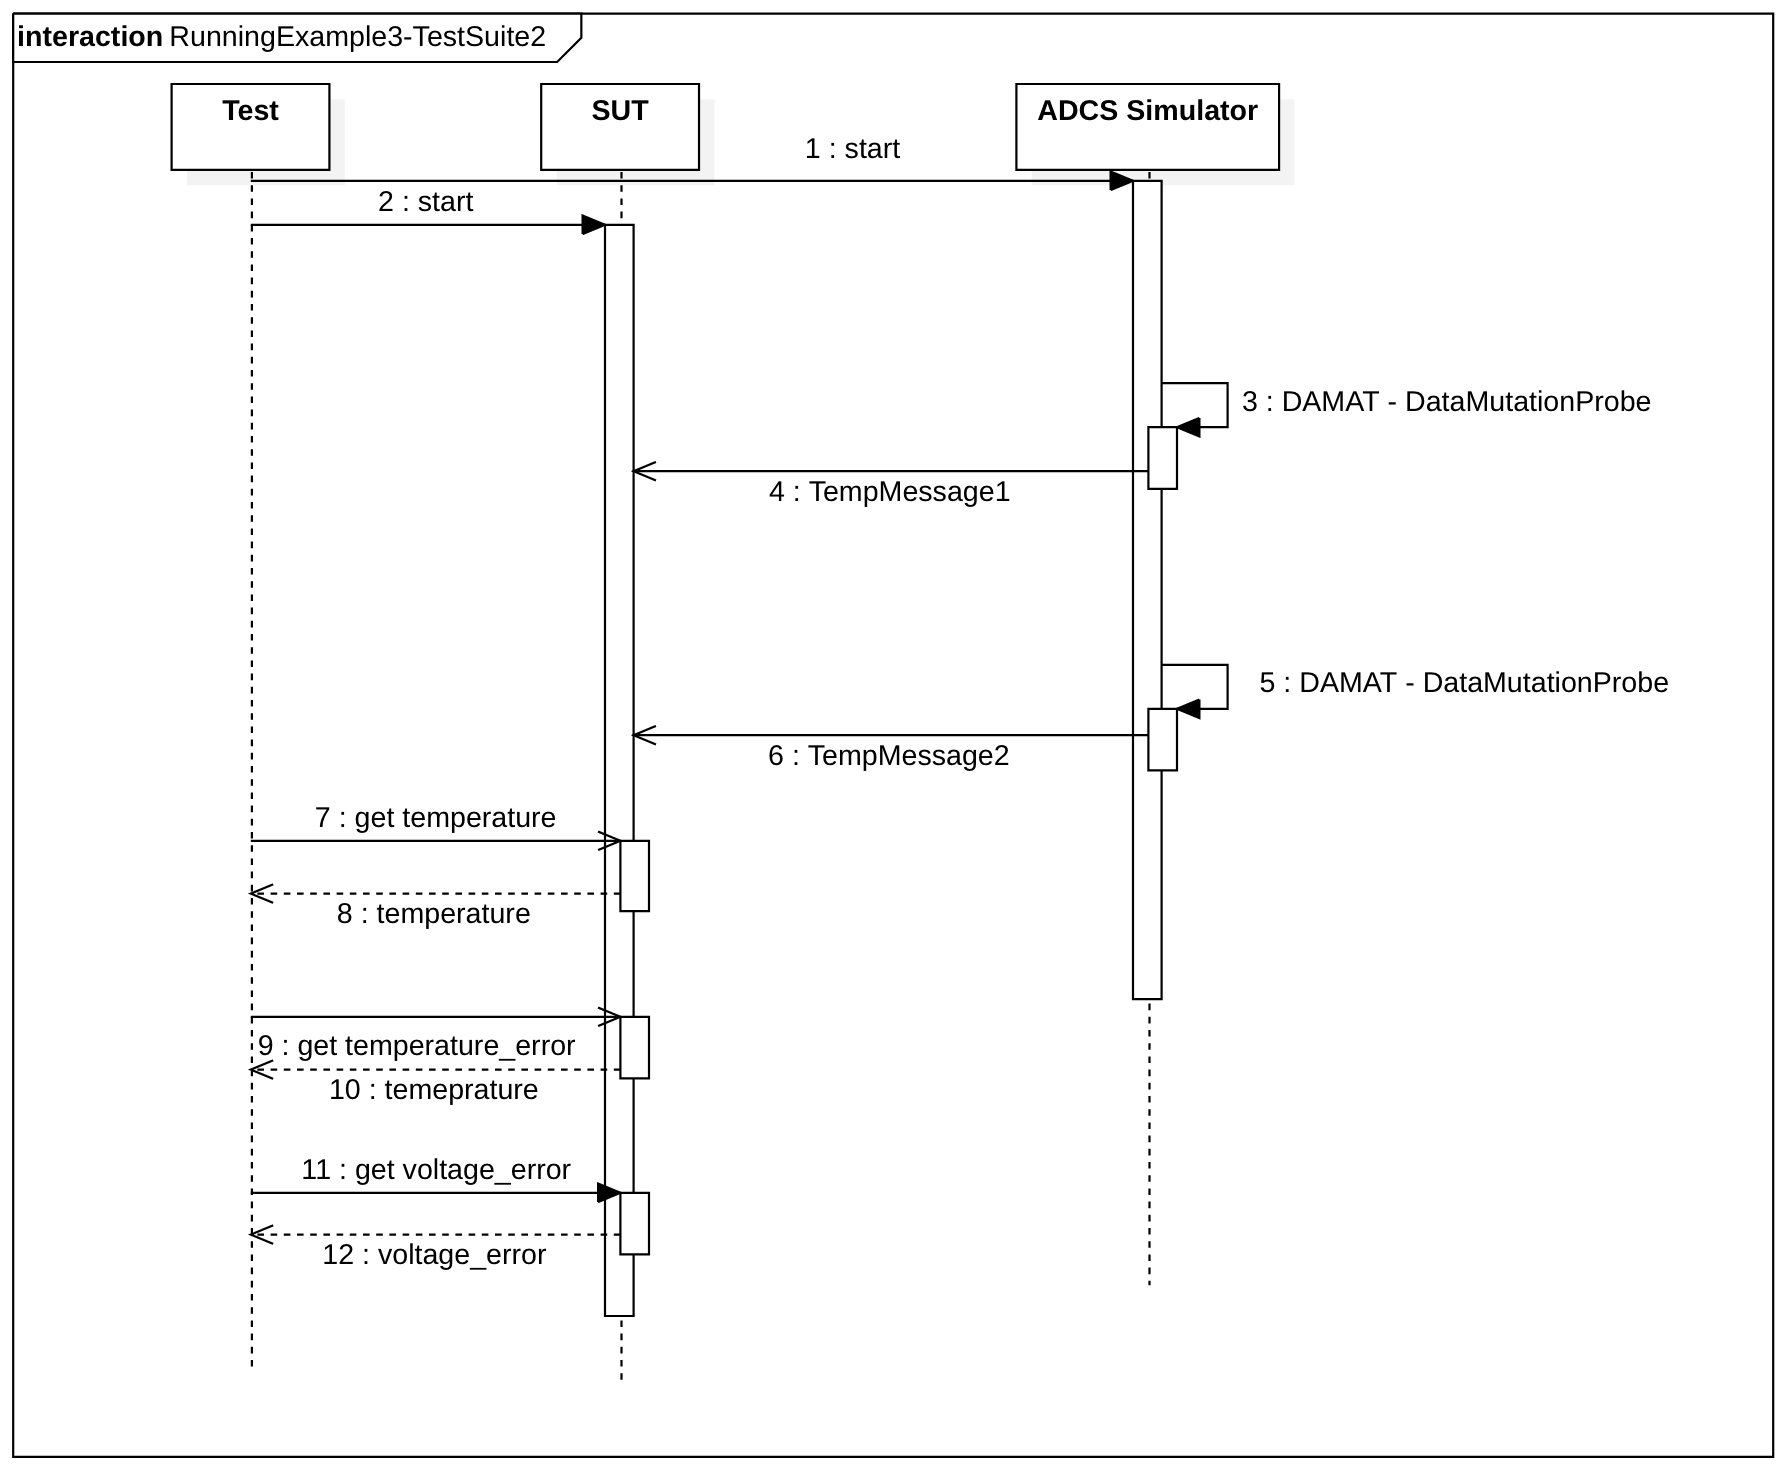 interaction RunningExample3-TestSuite2
Test
SUT
ADCS Simulator
1 : start
2 : start
3 : DAMAT - DataMutationProbe
4 : TempMessage1
5 : DAMAT - DataMutationProbe
6 : TempMessage2
7 : get temperature
8 : temperature
9 : get temperature_error
10 : temeprature
11 : get voltage_error
12 : voltage_error